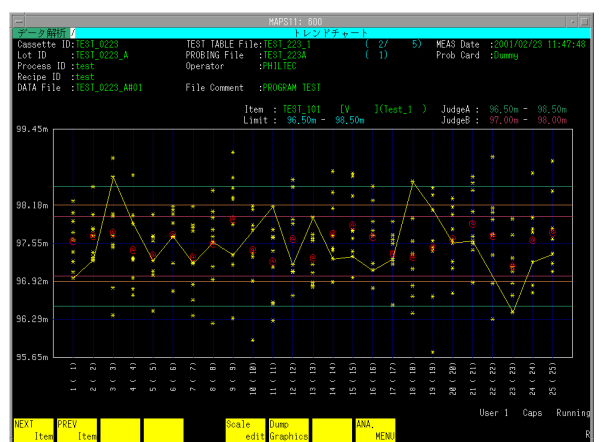 MAPS11: 600
データ解析 / トレンドチャート
Cassette ID:TEST_0223 TEST TABLE File:TEST_223_1 ( 2/ 5) MEAS Date :2001/02/23 11:47:48
Lot ID :TEST_0223_A PROBING File :TEST_223A ( 1) Prob Card :Dummy
Process ID :test Operator :PHILTEC
Recipe ID :test
DATA File :TEST_0223_A#01 File Comment :PROGRAM TEST
Item : TEST_101 [V ](Test_1 ) JudgeA : 96.50m - 98.50m
Limit : 96.50m - 98.50m JudgeB : 97.00m - 98.00m
99.45m
98.18m
97.55m
96.92m
96.29m
95.65m
1 ( 1) 2 ( 2) 3 ( 3) 4 ( 4) 5 ( 5) 6 ( 6) 7 ( 7) 8 ( 8) 9 ( 9) 10 (10) 11 (11) 12 (12) 13 (13) 14 (14) 15 (15) 16 (16) 17 (17) 18 (18) 19 (19) 20 (20) 21 (21) 22 (22) 23 (23) 24 (24) 25 (25)
User 1 Caps Running
NEXT PREV Scale Dump ANA.
Item Item edit Graphics MENU R